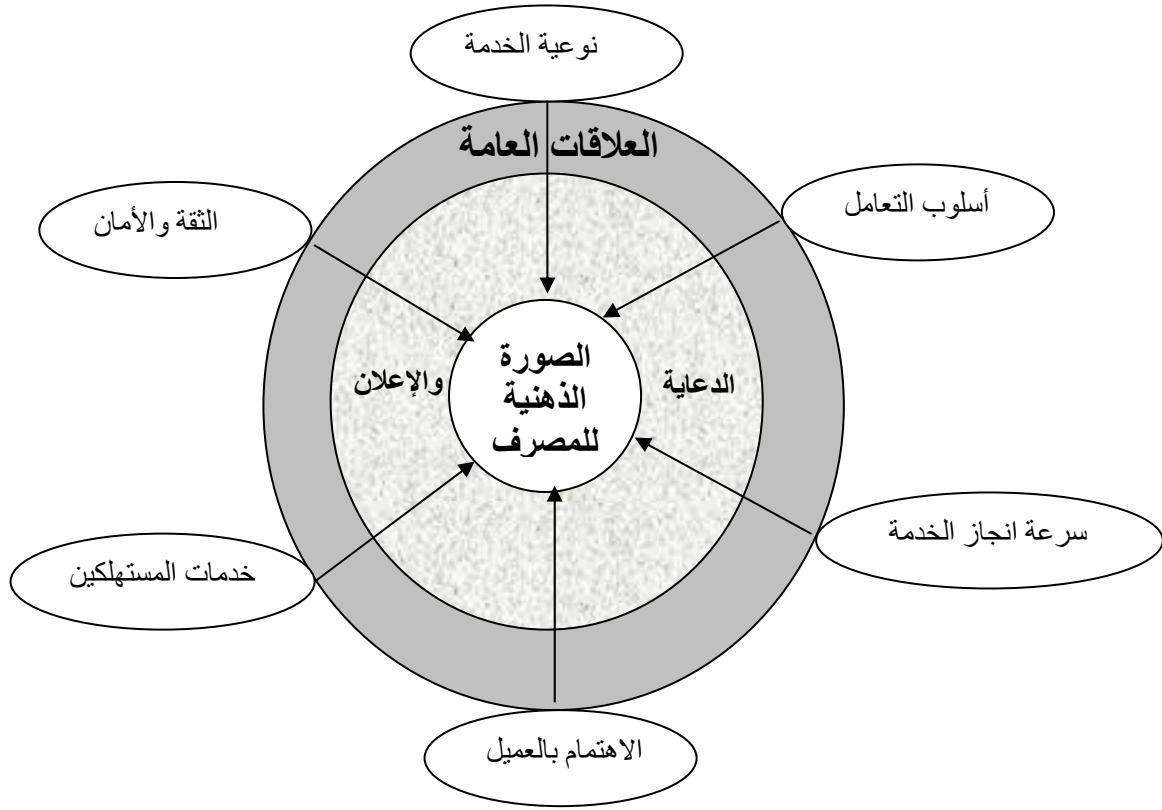 نوعية الخدمة
العلاقات العامة
أسلوب التعامل
الثقة والأمان
الصورة
الذهنية
للمصرف
الدعاية
والإعلان
سرعة انجاز الخدمة
خدمات المستهلكين
الاهتمام بالعميل